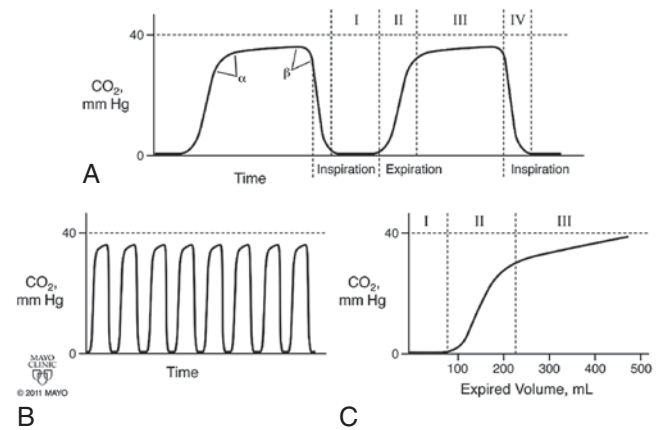 I II III IV
40
CO2,
mm Hg
α β
0
Time
Inspiration Expiration Inspiration
A
40
CO2,
mm Hg
0
Time
MAYO
CLINIC
© 2011 MAYO
B
I II III
40
CO2,
mm Hg
0
100 200 300 400 500
Expired Volume, mL
C